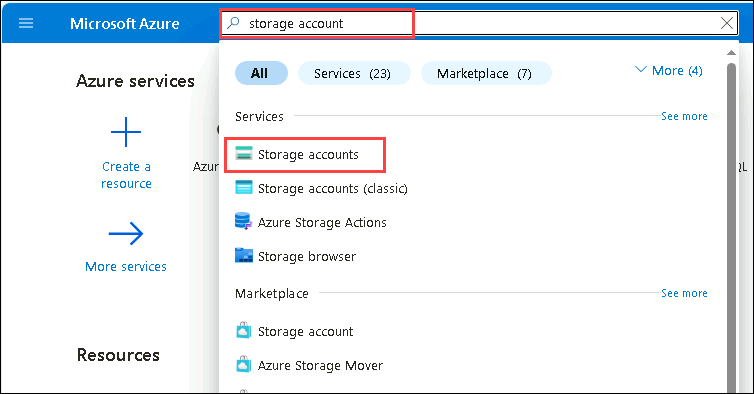 Microsoft Azure
storage account
Azure services
All
Services (23)
Marketplace (7)
More (4)
Services
See more
Create a
resource
Storage accounts
Storage accounts (classic)
Azure Storage Actions
More services
Storage browser
Marketplace
See more
Storage account
Resources
Azure Storage Mover